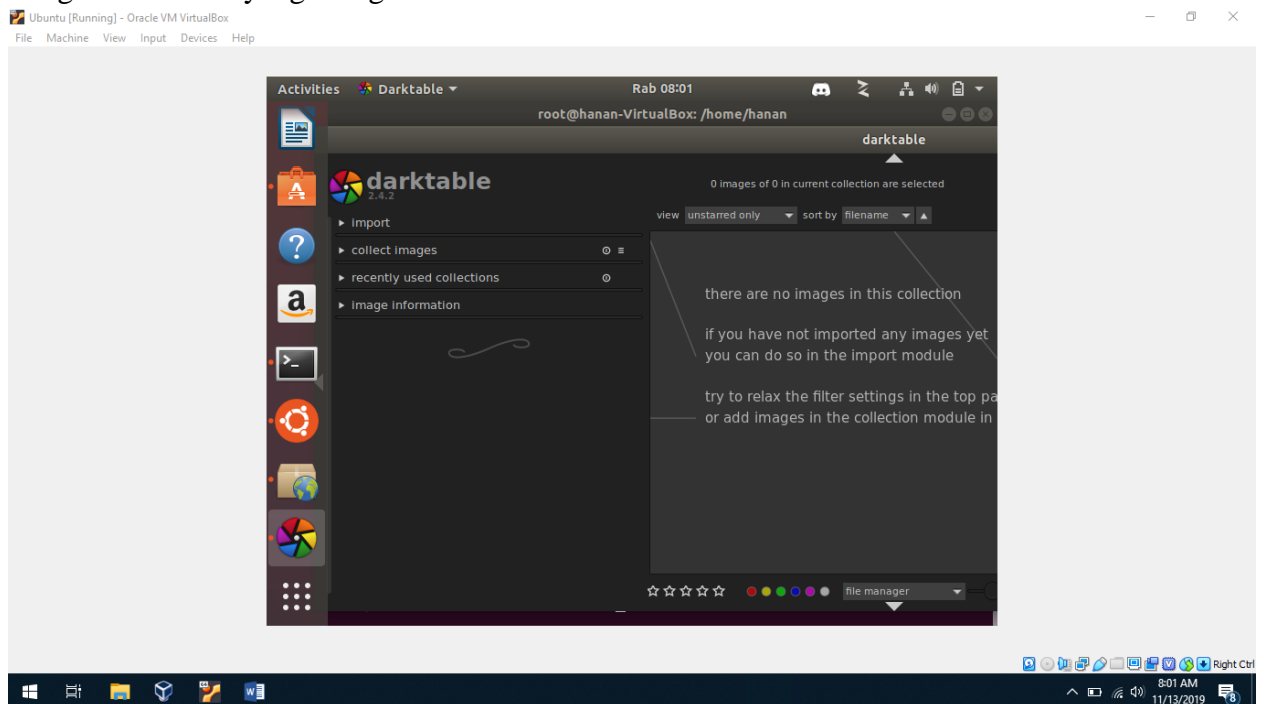 Ubuntu [Running] - Oracle VM VirtualBox
File Machine View Input Devices Help
Activities Darktable Rab 08:01
root@hanan-VirtualBox: /home/hanan
darktable
darktable
2.4.2
0 images of 0 in current collection are selected
view unstarred only sort by filename
import
collect images
recently used collections
image information
there are no images in this collection
if you have not imported any images yet
you can do so in the import module
try to relax the filter settings in the top pa
or add images in the collection module in
file manager
Right Ctrl
8:01 AM
11/13/2019
8